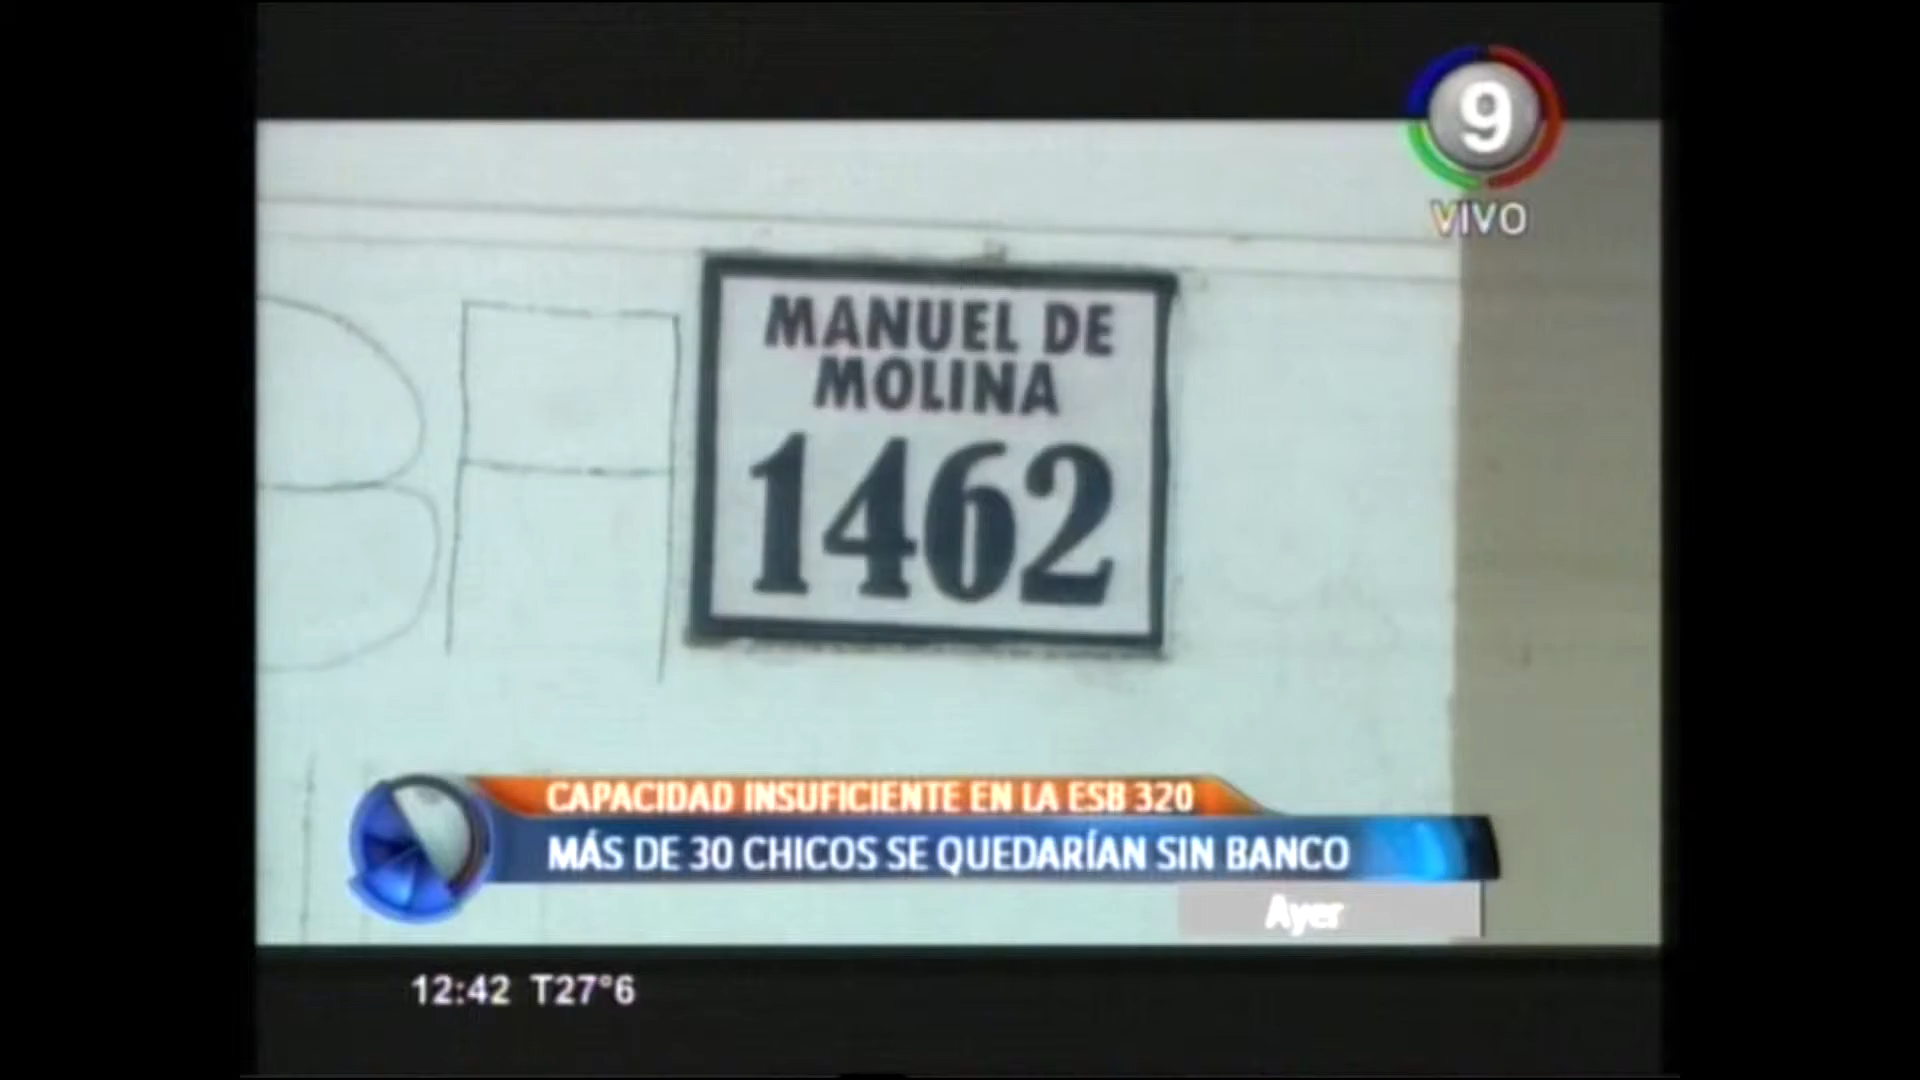 9
VIVO
BA
MANUEL DE
MOLINA
1462
CAPACIDAD INSUFICIENTE EN LA ESB 320
MÁS DE 30 CHICOS SE QUEDARÍAN SIN BANCO
Ayer
12:42 T27°6